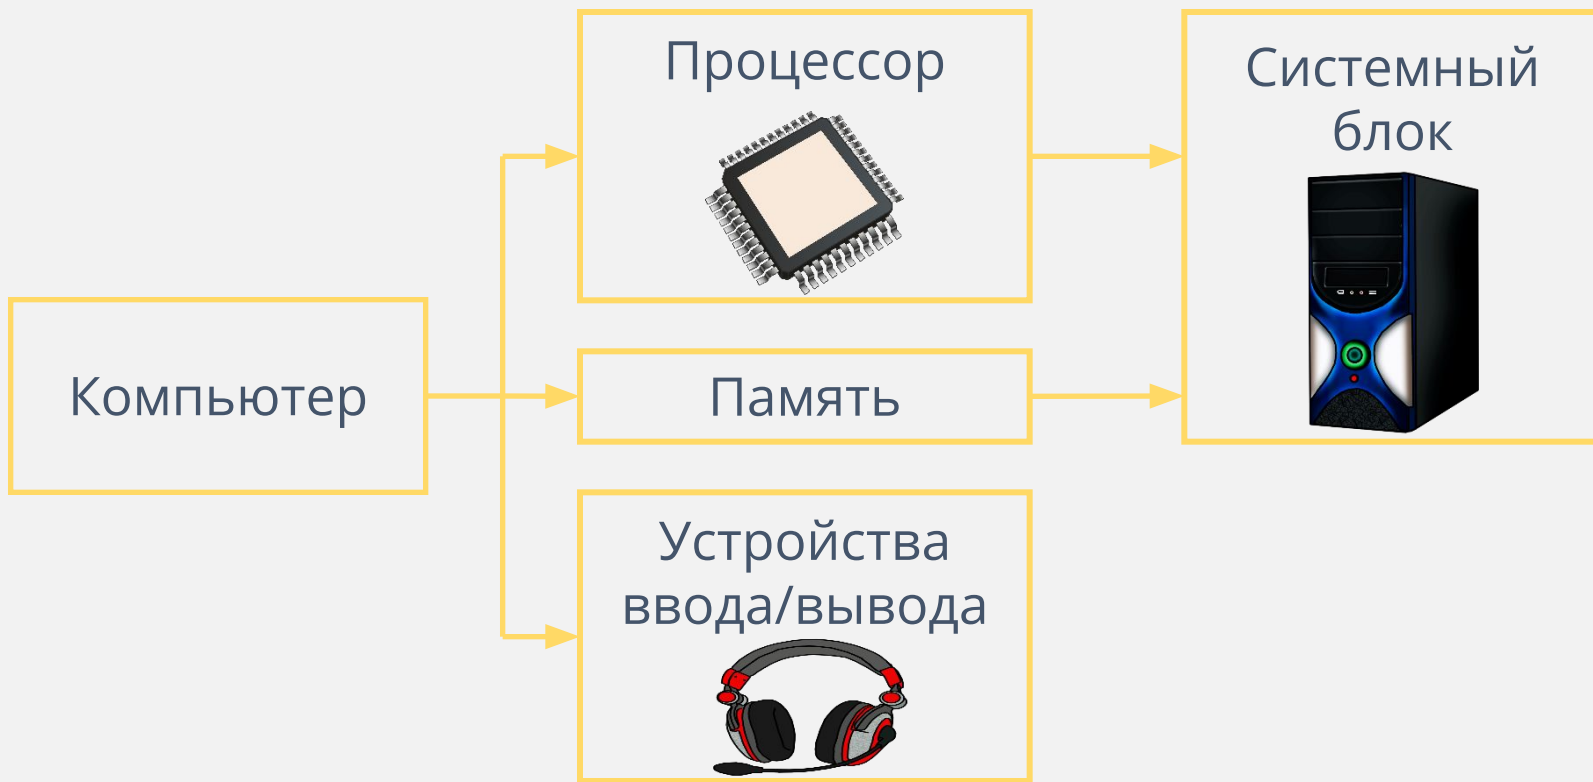 Процессор
Системный
блок
Компьютер
Память
Устройства
ввода/вывода